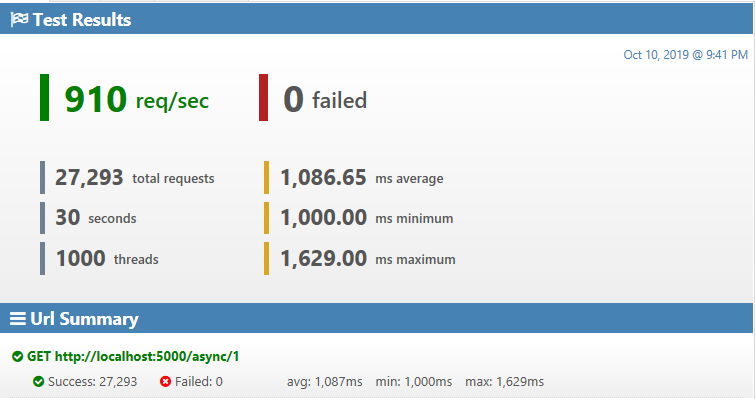 Test Results
Oct 10, 2019 @ 9:41 PM
910 req/sec
0 failed
27,293 total requests
1,086.65 ms average
30 seconds
1,000.00 ms minimum
1000 threads
1,629.00 ms maximum
Url Summary
GET http://localhost:5000/async/1
Success: 27,293 Failed: 0 avg: 1,087ms min: 1,000ms max: 1,629ms